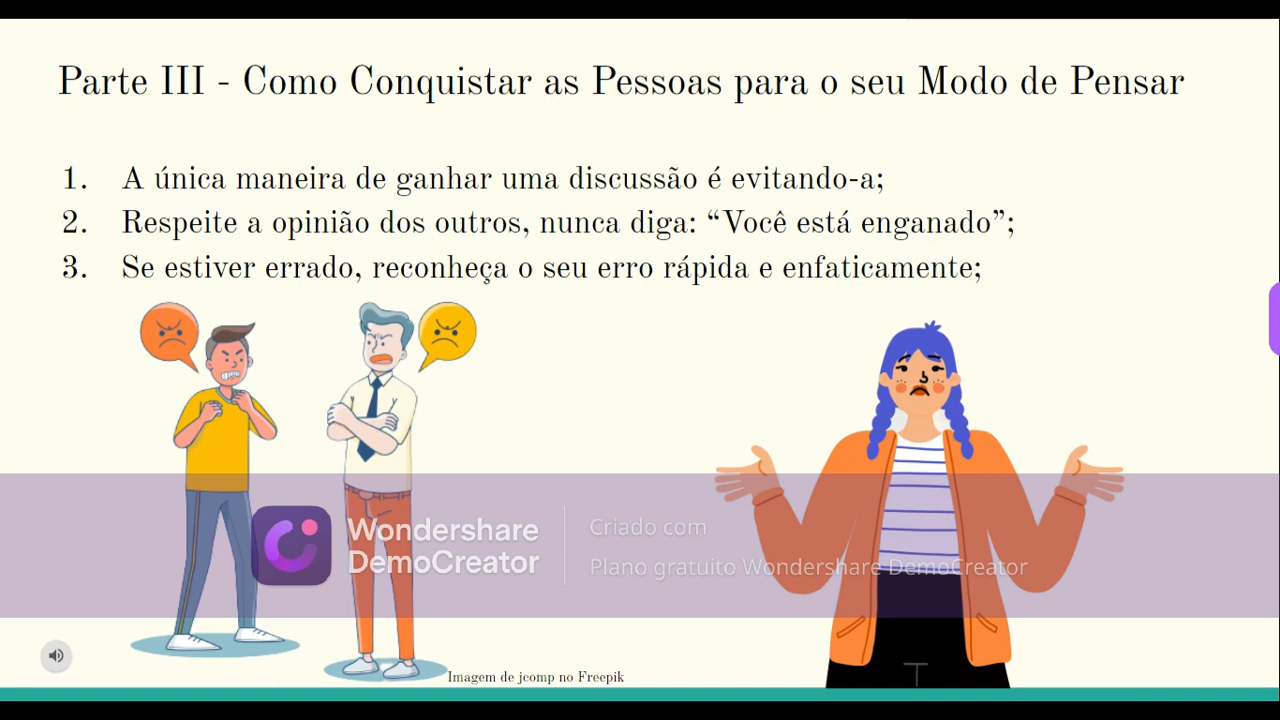 Parte III - Como Conquistar as Pessoas para o seu Modo de Pensar
1. A única maneira de ganhar uma discussão é evitando-a;
2. Respeite a opinião dos outros, nunca diga: “Você está enganado”;
3. Se estiver errado, reconheça o seu erro rápida e enfaticamente;
Wondershare
DemoCreator
Criado com
Plano gratuito Wondershare DemoCreator
Imagem de jcomp no Freepik